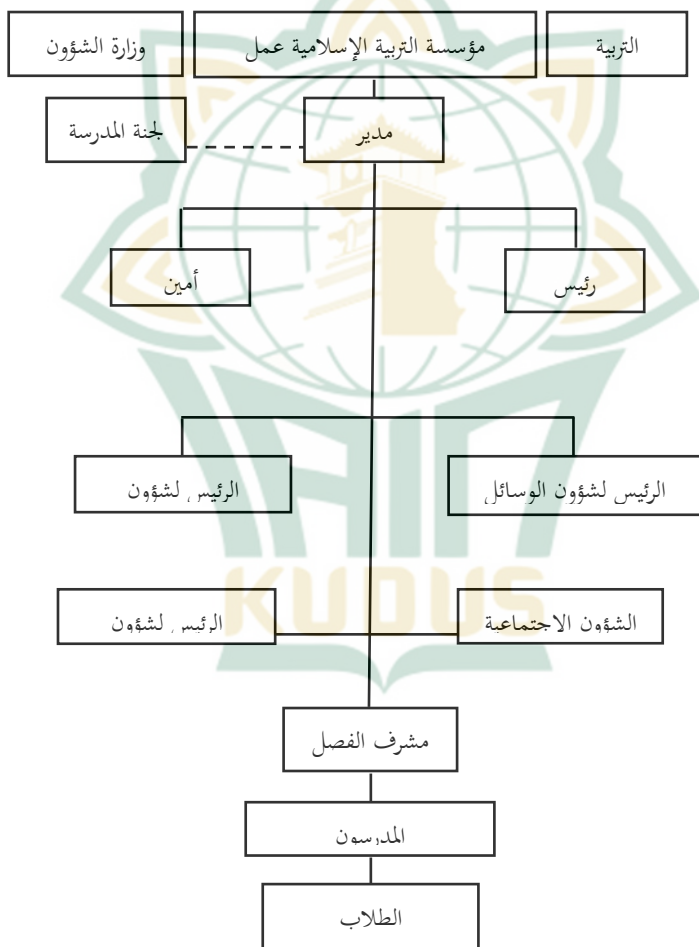 التربية
مؤسسة التربية الإسلامية عمل
وزارة الشؤون
مدير
لجنة المدرسة
رئيس
أمين
الرئيس لشؤون الوسائل
الرئيس لشؤون
الشؤون الاجتماعية
الرئيس لشؤون
KUDUS
مشرف الفصل
المدرسون
الطلاب